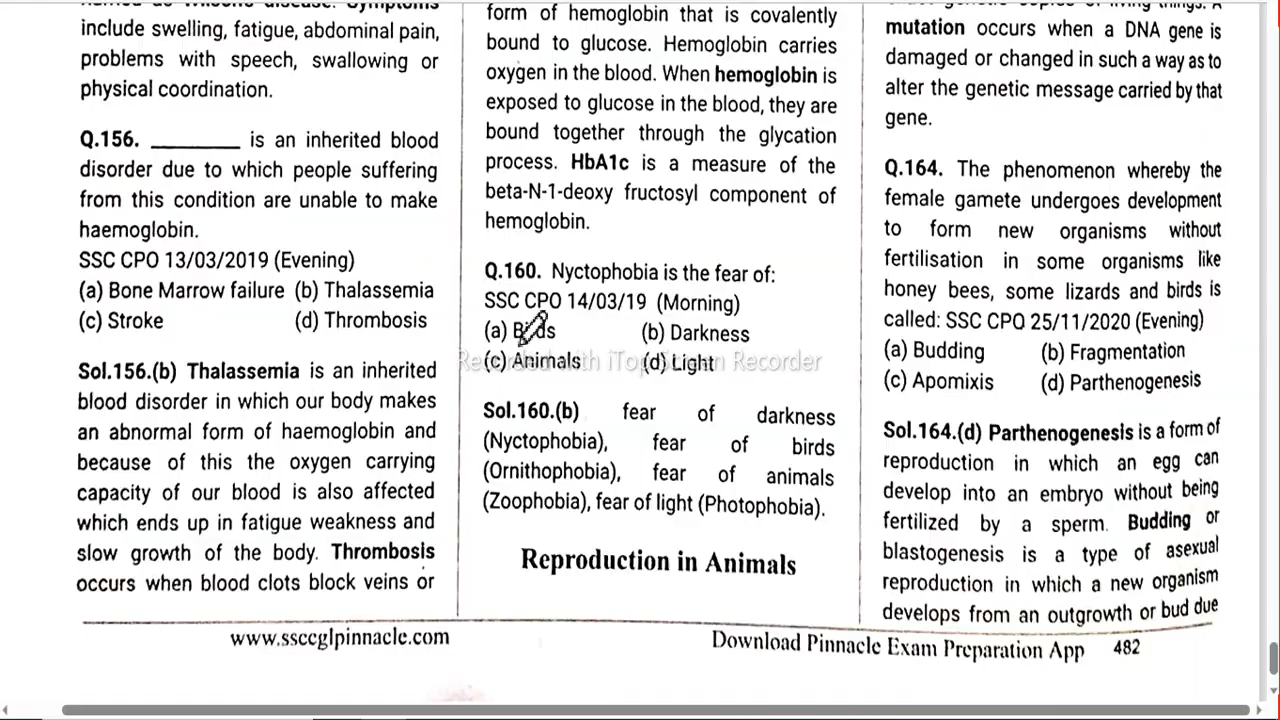 include swelling, fatigue, abdominal pain,
problems with speech, swallowing or
physical coordination.
Q.156. ________ is an inherited blood
disorder due to which people suffering
from this condition are unable to make
haemoglobin.
SSC CPO 13/03/2019 (Evening)
(a) Bone Marrow failure (b) Thalassemia
(c) Stroke (d) Thrombosis
Sol.156.(b) Thalassemia is an inherited
blood disorder in which our body makes
an abnormal form of haemoglobin and
because of this the oxygen carrying
capacity of our blood is also affected
which ends up in fatigue weakness and
slow growth of the body. Thrombosis
occurs when blood clots block veins or
form of hemoglobin that is covalently
bound to glucose. Hemoglobin carries
oxygen in the blood. When hemoglobin is
exposed to glucose in the blood, they are
bound together through the glycation
process. HbA1c is a measure of the
beta-N-1-deoxy fructosyl component of
hemoglobin.
Q.160. Nyctophobia is the fear of:
SSC CPO 14/03/19 (Morning)
(a) Birds (b) Darkness
(c) Animals (d) Light
Recorded with iTop Screen Recorder
Sol.160.(b) fear of darkness
(Nyctophobia), fear of birds
(Ornithophobia), fear of animals
(Zoophobia), fear of light (Photophobia).
Reproduction in Animals
mutation occurs when a DNA gene is
damaged or changed in such a way as to
alter the genetic message carried by that
gene.
Q.164. The phenomenon whereby the
female gamete undergoes development
to form new organisms without
fertilisation in some organisms like
honey bees, some lizards and birds is
called: SSC CPO 25/11/2020 (Evening)
(a) Budding (b) Fragmentation
(c) Apomixis (d) Parthenogenesis
Sol.164.(d) Parthenogenesis is a form of
reproduction in which an egg can
develop into an embryo without being
fertilized by a sperm. Budding or
blastogenesis is a type of asexual
reproduction in which a new organism
develops from an outgrowth or bud due
www.ssccglpinnacle.com
Download Pinnacle Exam Preparation App 482